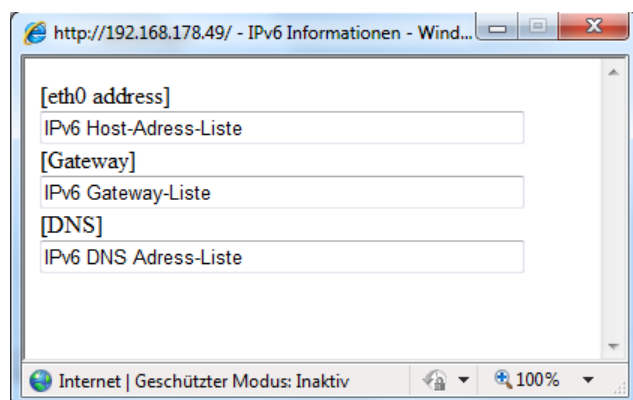 http://192.168.178.49/ - IPv6 Informationen - Wind...
[eth0 address]
IPv6 Host-Adress-Liste
[Gateway]
IPv6 Gateway-Liste
[DNS]
IPv6 DNS Adress-Liste
Internet | Geschützter Modus: Inaktiv
100%